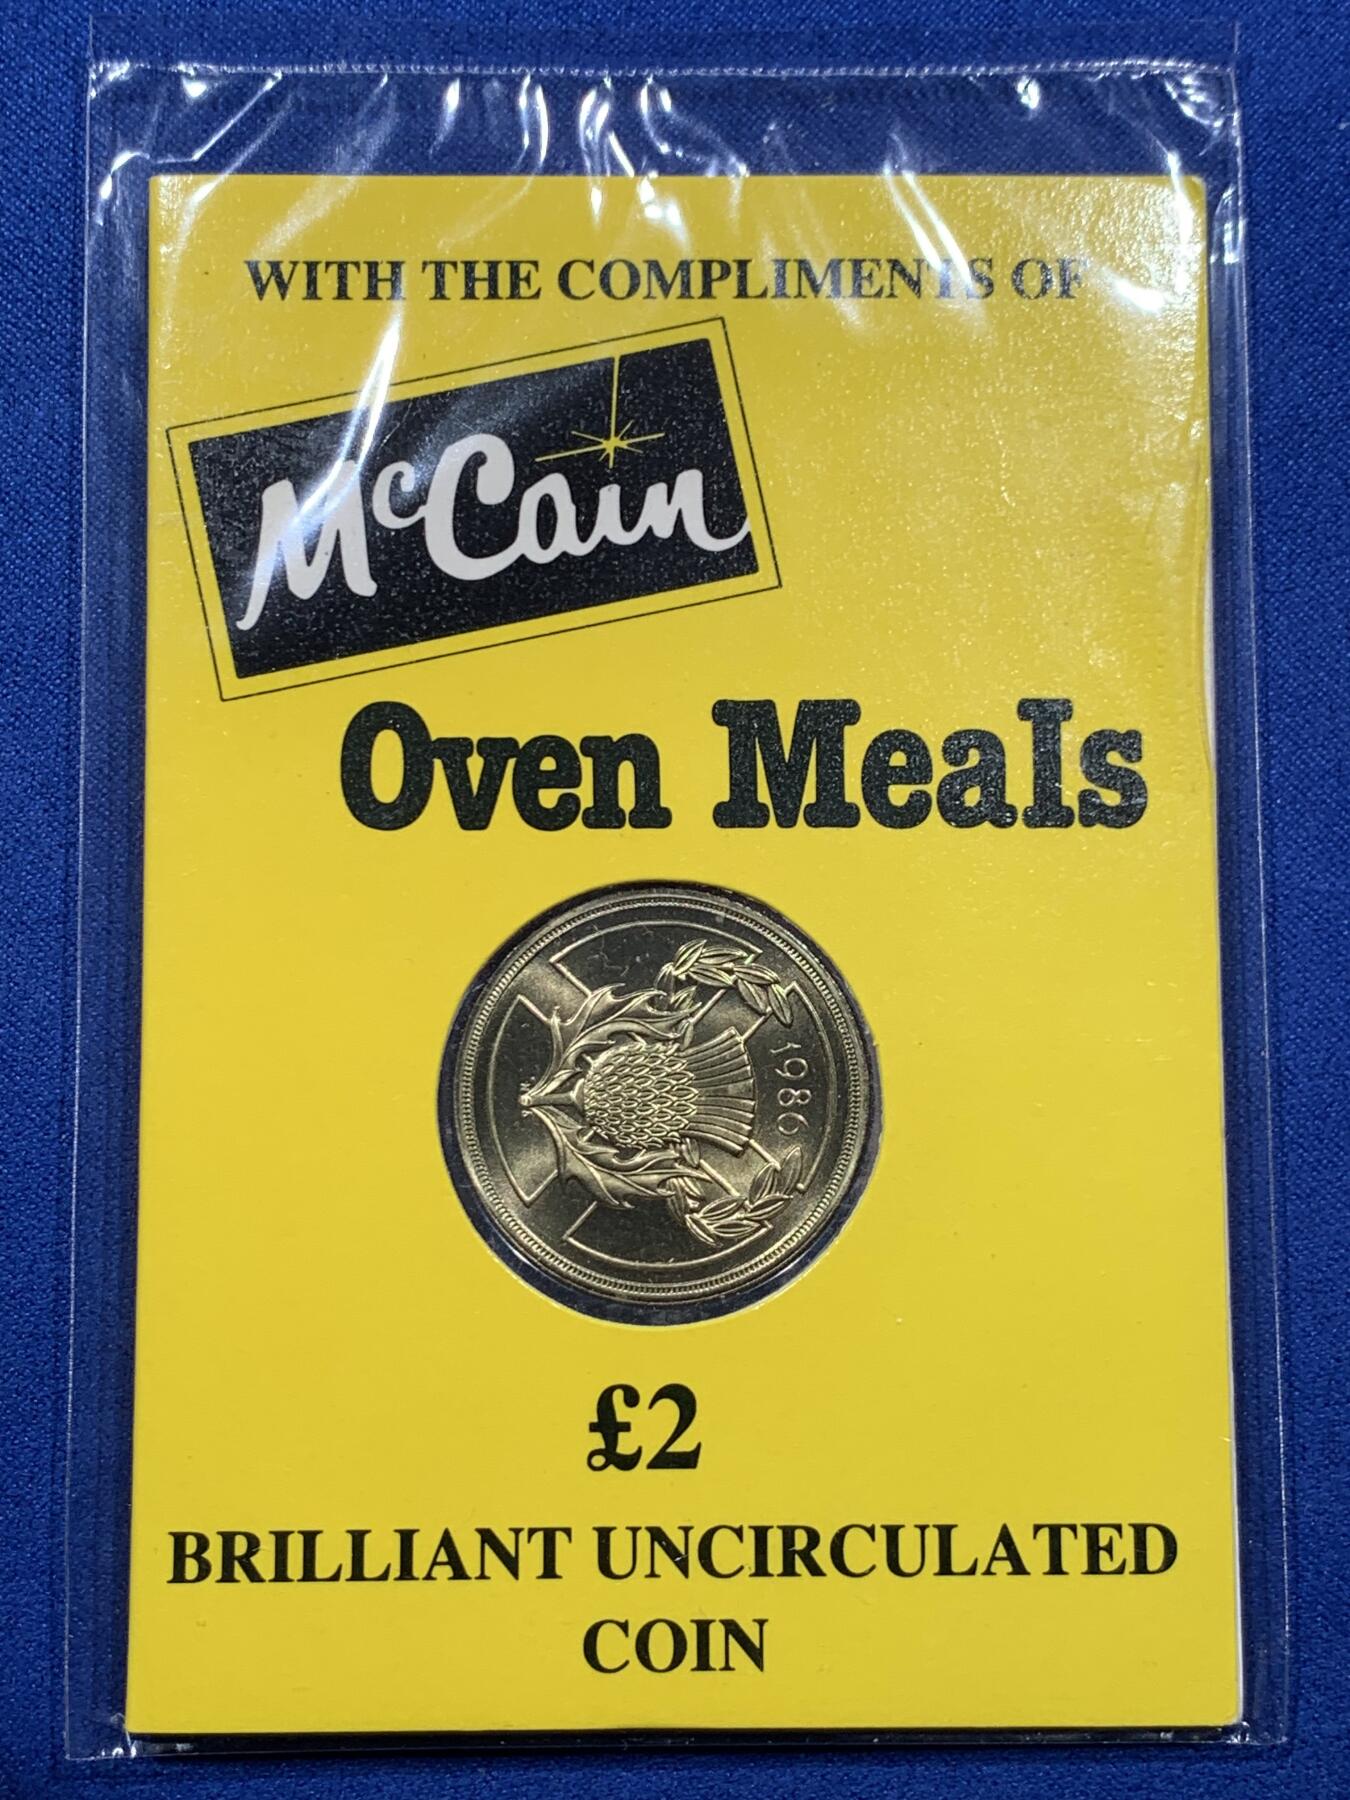 WITH THE COMPLIMENTS OF
McCain
Oven Meals
1986
£2
BRILLIANT UNCIRCULATED
COIN